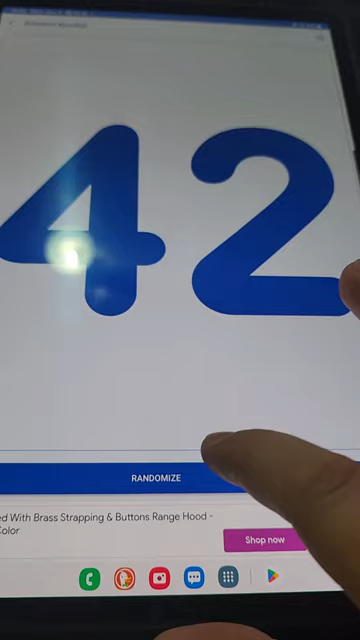 42
RANDOMIZE
ed With Brass Strapping & Buttons Range Hood -
Color
Shop now